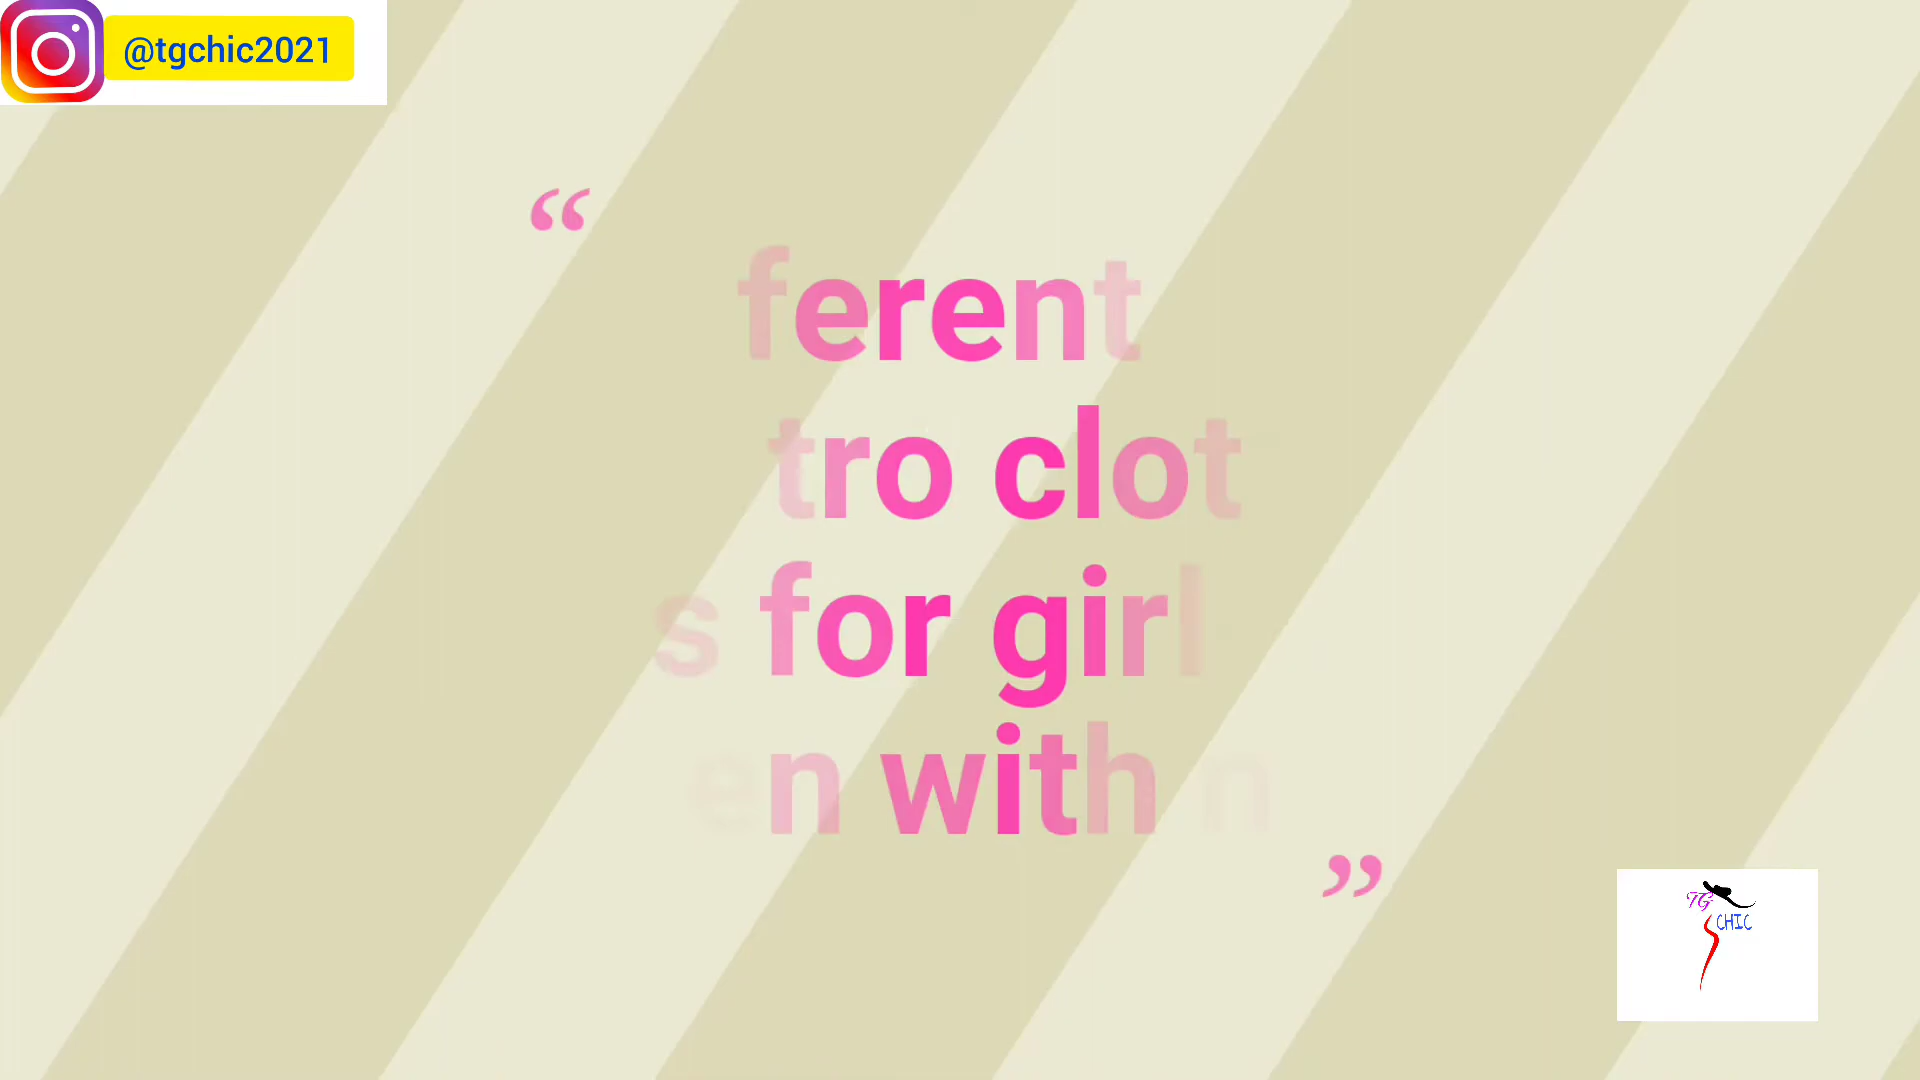 @tgchic2021
“
ferent
tro clot
s for girl
en with n
”
TG
CHIC